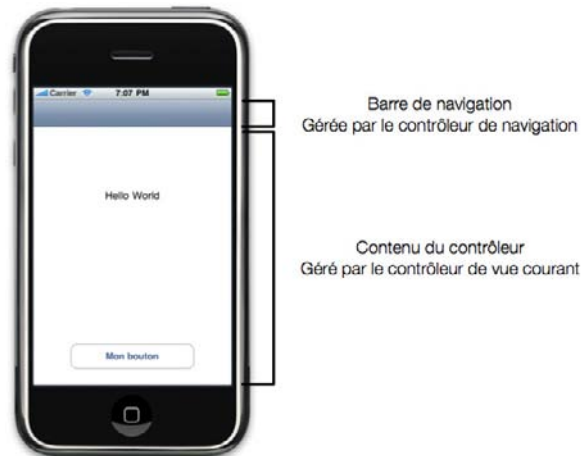 Carrier 7:07 PM
Barre de navigation
Gérée par le contrôleur de navigation
Hello World
Contenu du contrôleur
Géré par le contrôleur de vue courant
Mon bouton